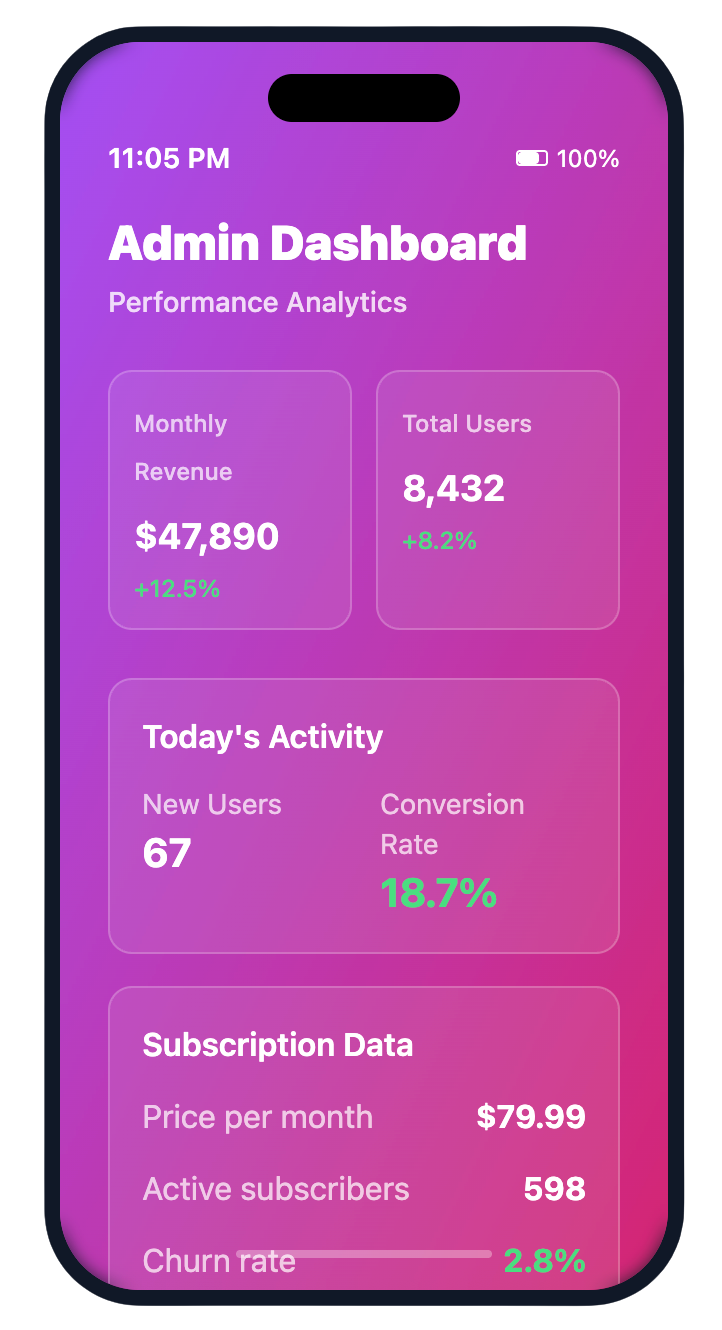 11:05 PM 100%
Admin Dashboard
Performance Analytics
Monthly
Revenue
$47,890
+12.5%
Total Users
8,432
+8.2%
Today's Activity
New Users
67
Conversion
Rate
18.7%
Subscription Data
Price per month $79.99
Active subscribers 598
Churn rate 2.8%